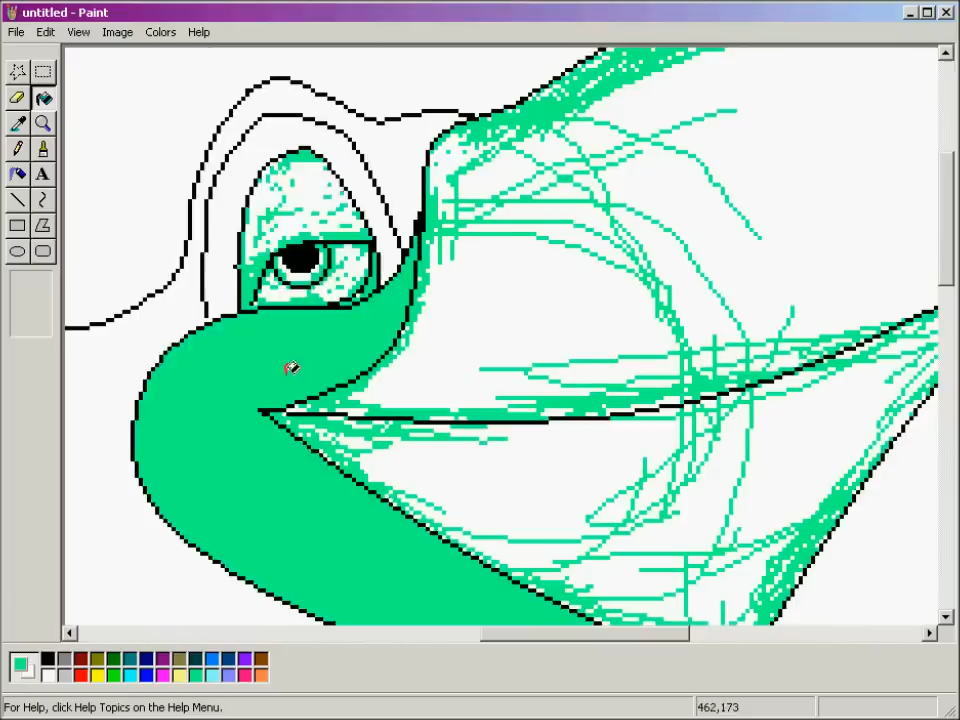 untitled - Paint
File Edit View Image Colors Help
A
For Help, click Help Topics on the Help Menu.
462,173